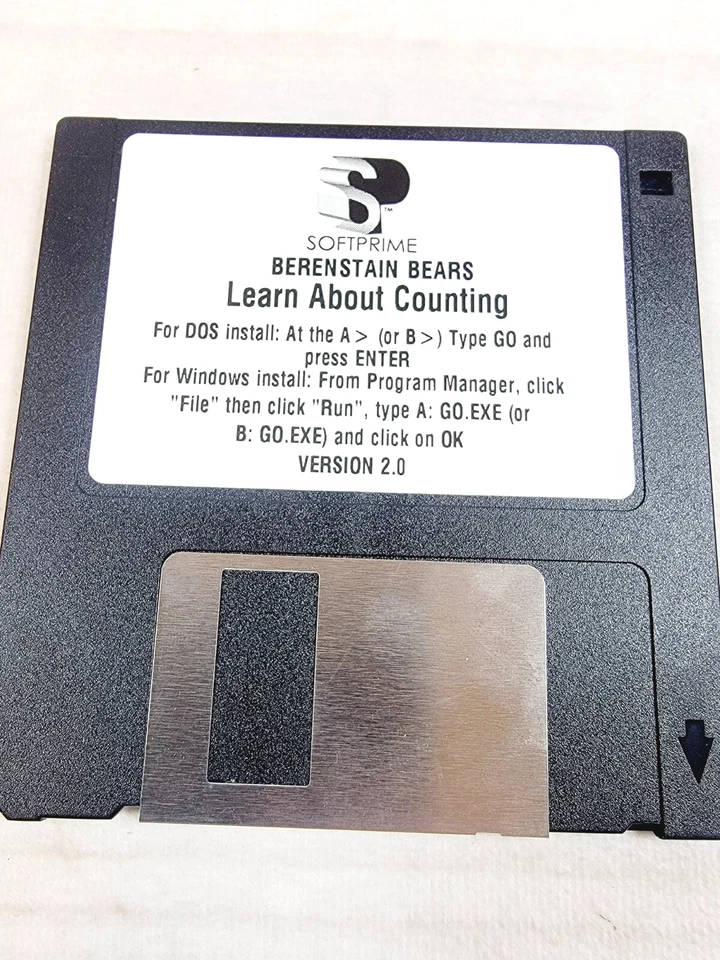 SP™
SOFTPRIME
BERENSTAIN BEARS
Learn About Counting
For DOS install: At the A > (or B >) Type GO and
press ENTER
For Windows install: From Program Manager, click
"File" then click "Run", type A: GO.EXE (or
B: GO.EXE) and click on OK
VERSION 2.0